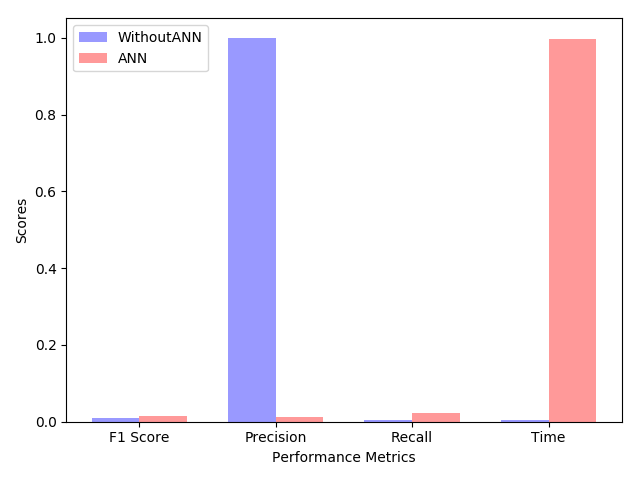 WithoutANN
ANN
1.0
0.8
0.6
0.4
0.2
0.0
Scores
F1 Score Precision Recall Time
Performance Metrics